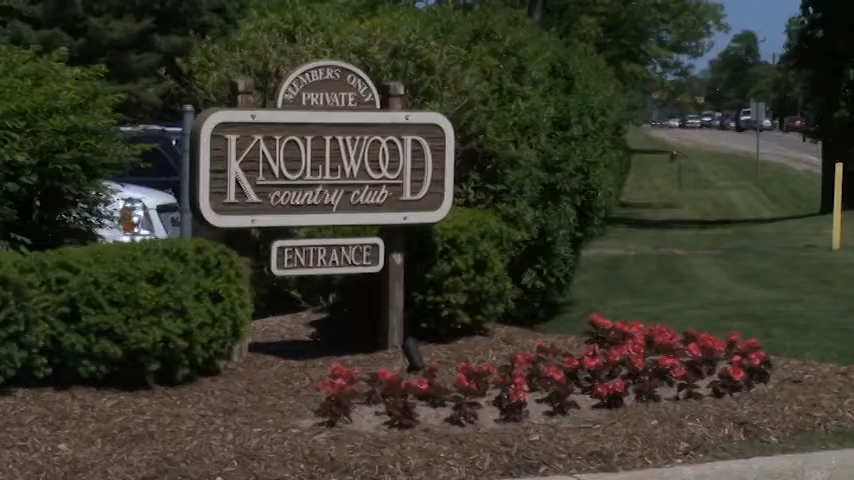 MEMBERS ONLY
PRIVATE
KNOLLWOOD
country club
ENTRANCE